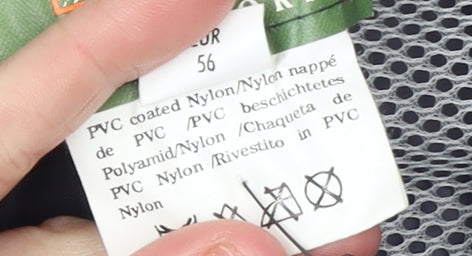 EUR
56
PVC coated Nylon/Nylon nappé
de PVC /PVC beschichtetes
Polyamid/Nylon /Chaqueta de
PVC Nylon /Rivestito in PVC
Nylon